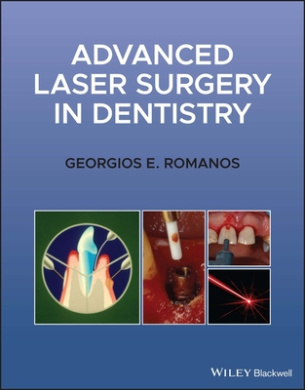 ADVANCED
LASER SURGERY
IN DENTISTRY
GEORGIOS E. ROMANOS
WILEY Blackwell